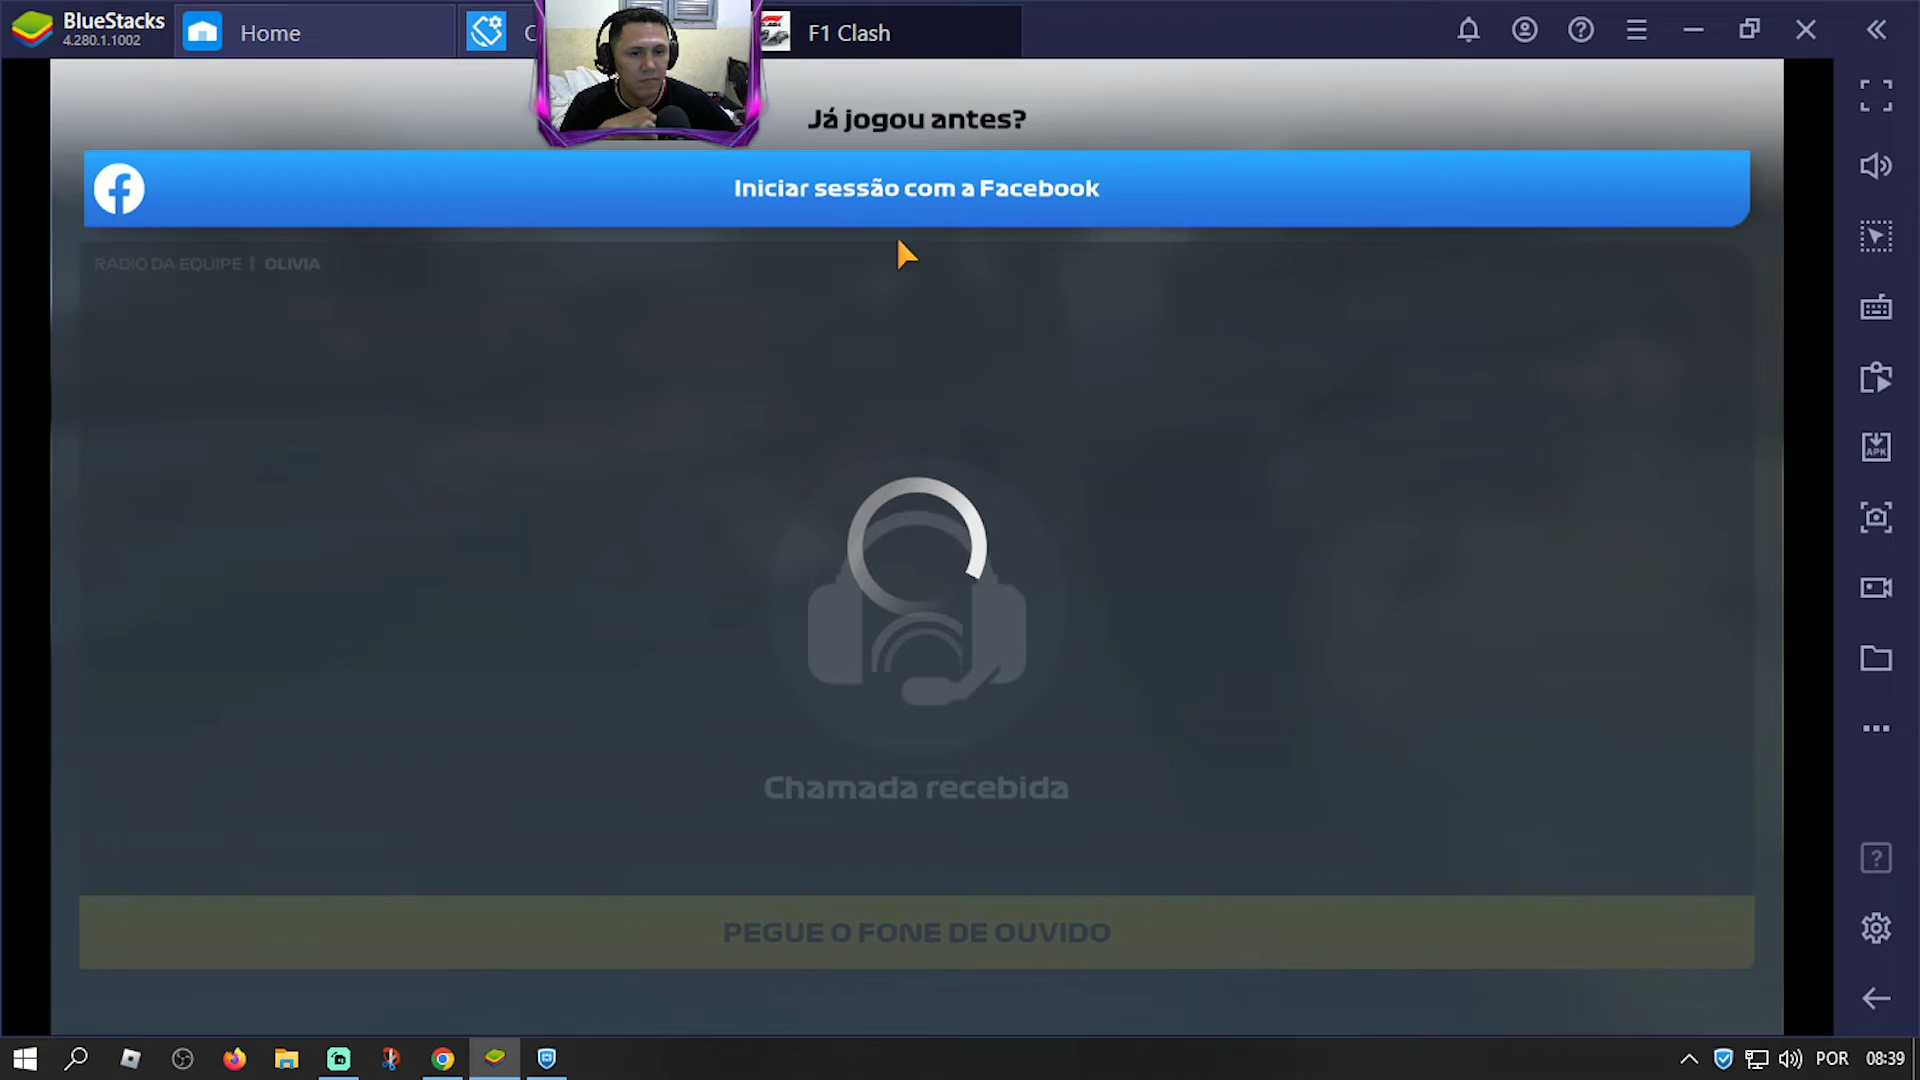 BlueStacks
4.280.1.1002
Home
C
F1 Clash
Já jogou antes?
Iniciar sessão com a Facebook
RÁDIO DA EQUIPE | OLIVIA
Chamada recebida
PEGUE O FONE DE OUVIDO
APK
POR
08:39